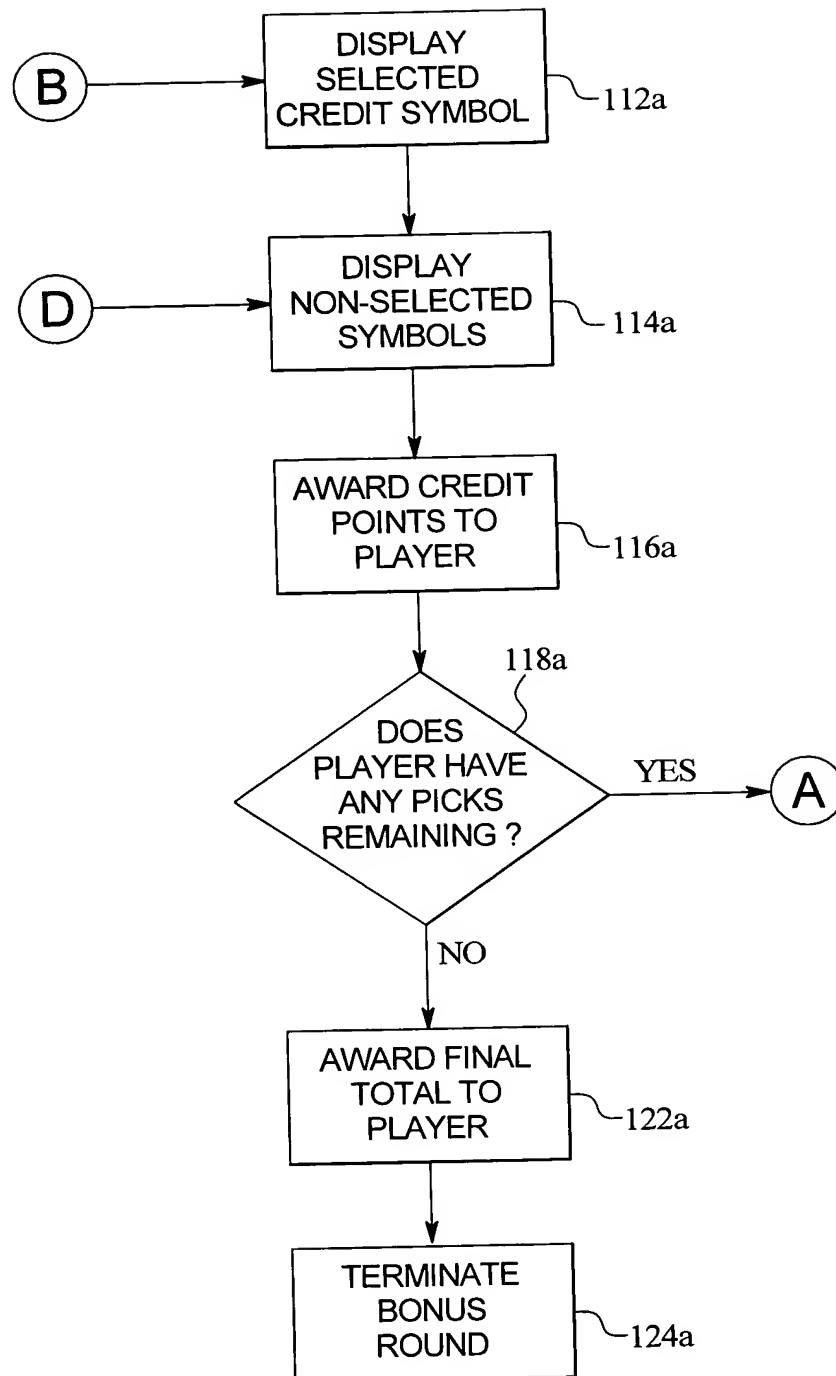 B
DISPLAY
SELECTED
CREDIT SYMBOL
112a
D
DISPLAY
NON-SELECTED
SYMBOLS
114a
AWARD CREDIT
POINTS TO
PLAYER
116a
118a
DOES
PLAYER HAVE
ANY PICKS
REMAINING ?
YES
A
NO
AWARD FINAL
TOTAL TO
PLAYER
122a
TERMINATE
BONUS
ROUND
124a